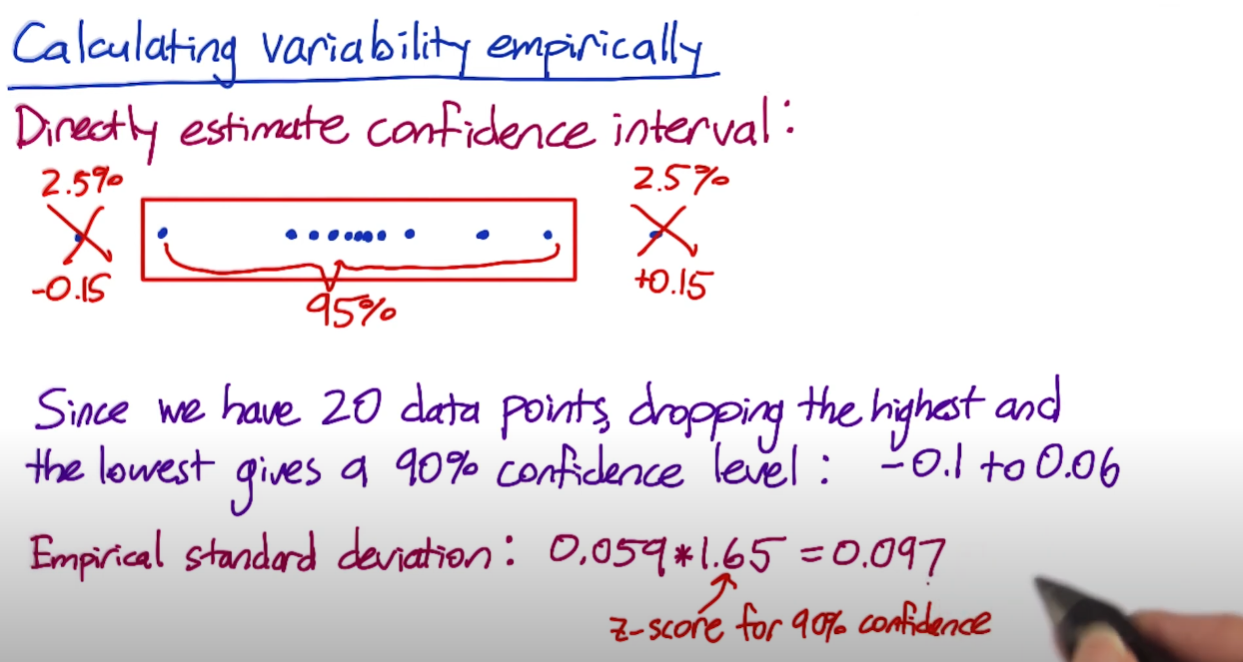 Calculating variability empirically
Directly estimate confidence interval:
2.5% 2.5%
-0.15 +0.15
95%
Since we have 20 data points, dropping the highest and
the lowest gives a 90% confidence level: -0.1 to 0.06
Empirical standard deviation: 0.059*1.65 = 0.097
z-score for 90% confidence